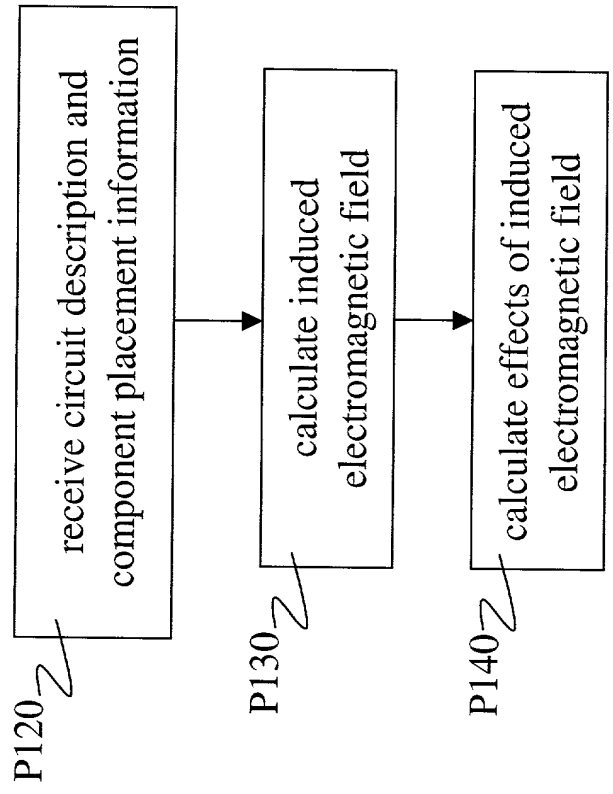 P120
receive circuit description and
component placement information
P130
calculate induced
electromagnetic field
P140
calculate effects of induced
electromagnetic field